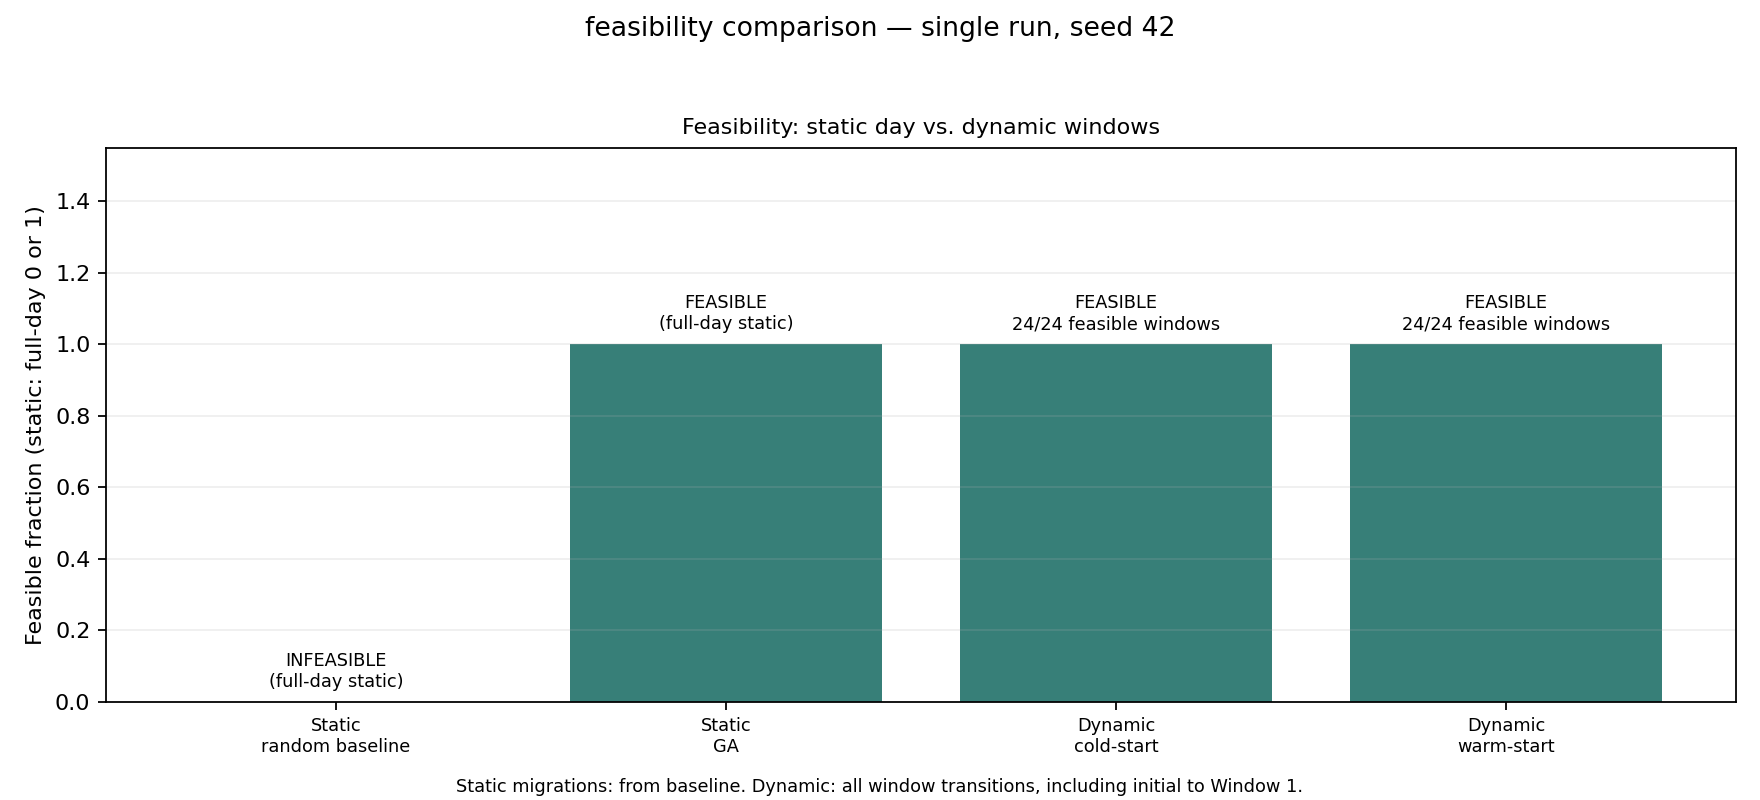 feasibility comparison — single run, seed 42
Feasibility: static day vs. dynamic windows
Feasible fraction (static: full-day 0 or 1)
1.4
1.2
1.0
0.8
0.6
0.4
0.2
0.0
INFEASIBLE
(full-day static)
FEASIBLE
(full-day static)
FEASIBLE
24/24 feasible windows
FEASIBLE
24/24 feasible windows
Static
random baseline
Static
GA
Dynamic
cold-start
Dynamic
warm-start
Static migrations: from baseline. Dynamic: all window transitions, including initial to Window 1.